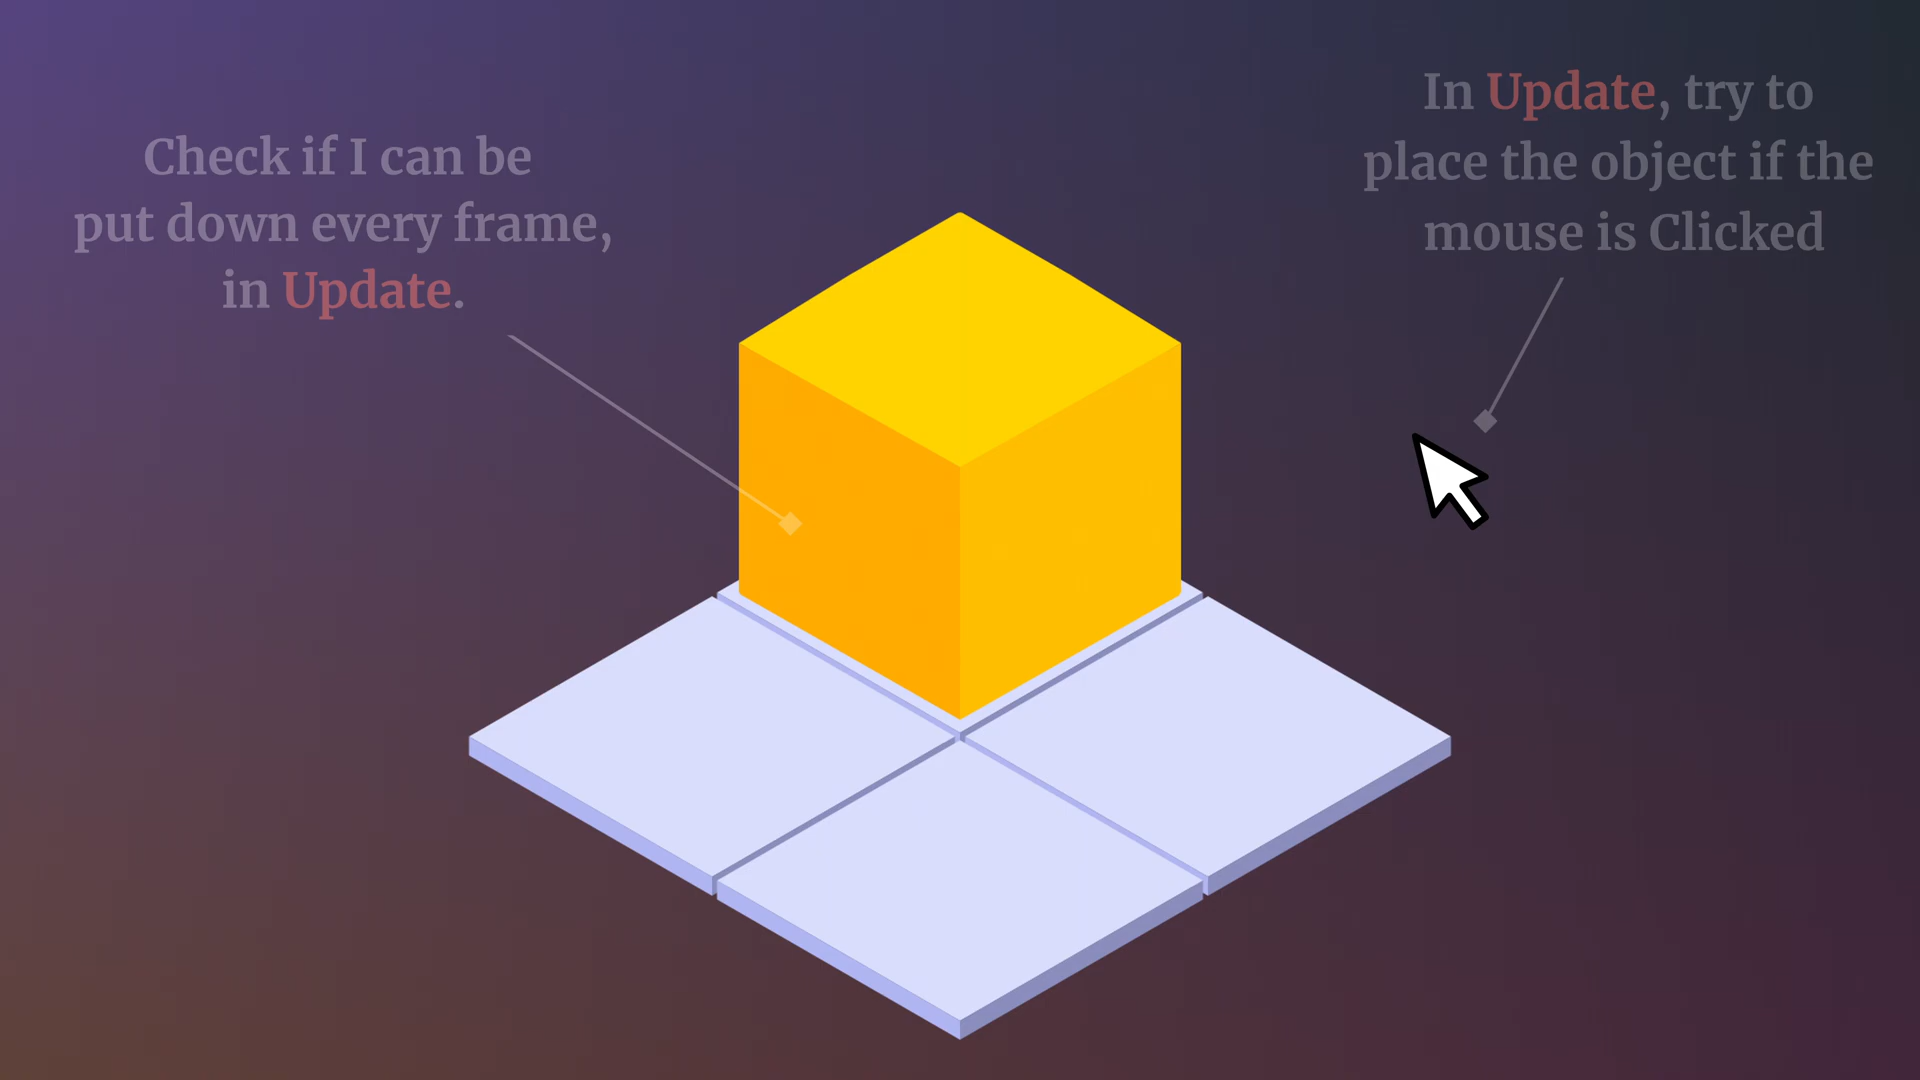 Check if I can be
put down every frame,
in Update.
In Update, try to
place the object if the
mouse is Clicked